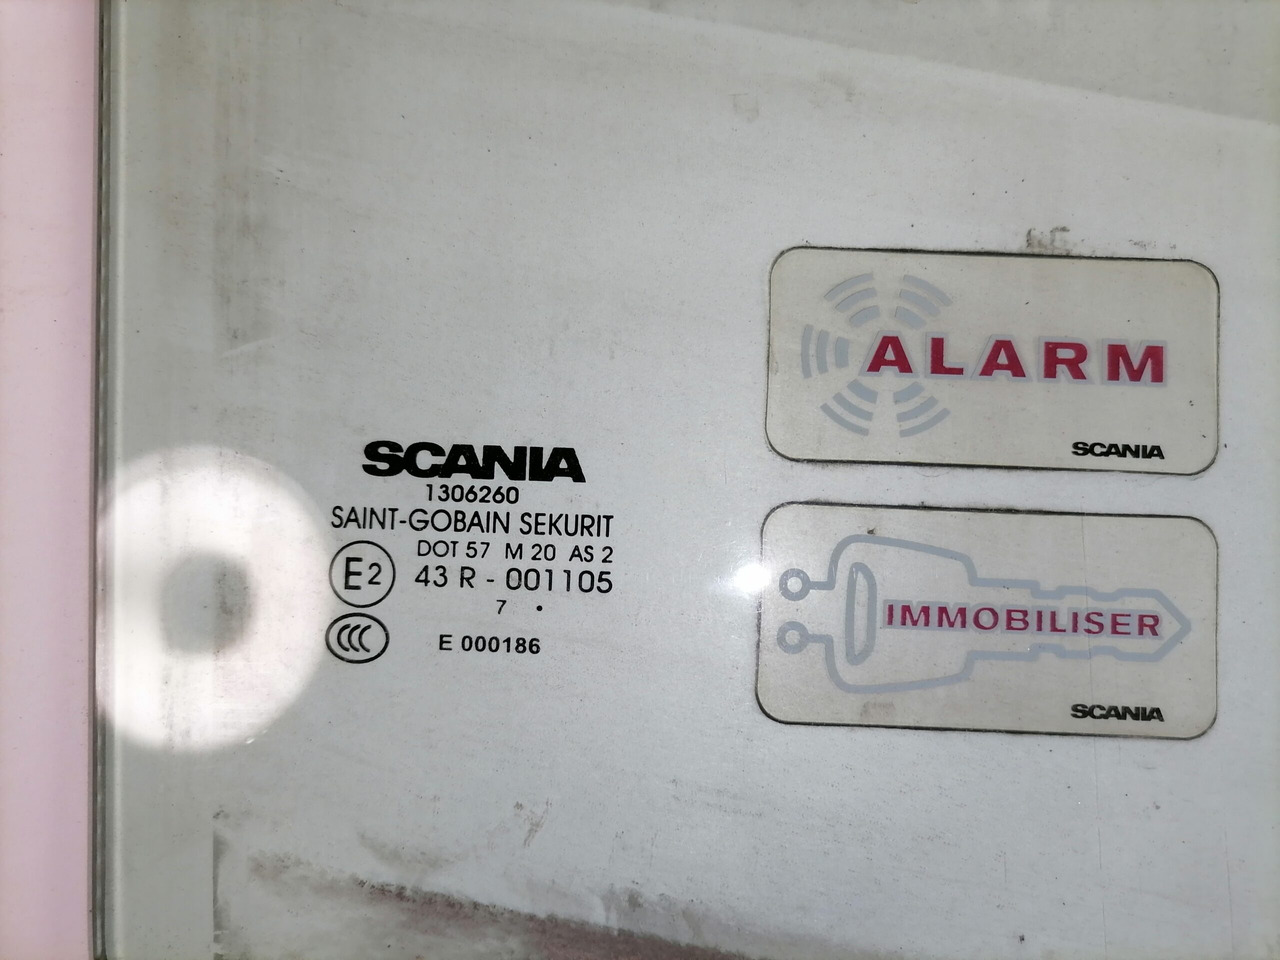 SCANIA
1306260
SAINT-GOBAIN SEKURIT
DOT 57 M 20 AS 2
E2 43 R - 001105
7 •
CCC E 000186
ALARM
SCANIA
IMMOBILISER
SCANIA